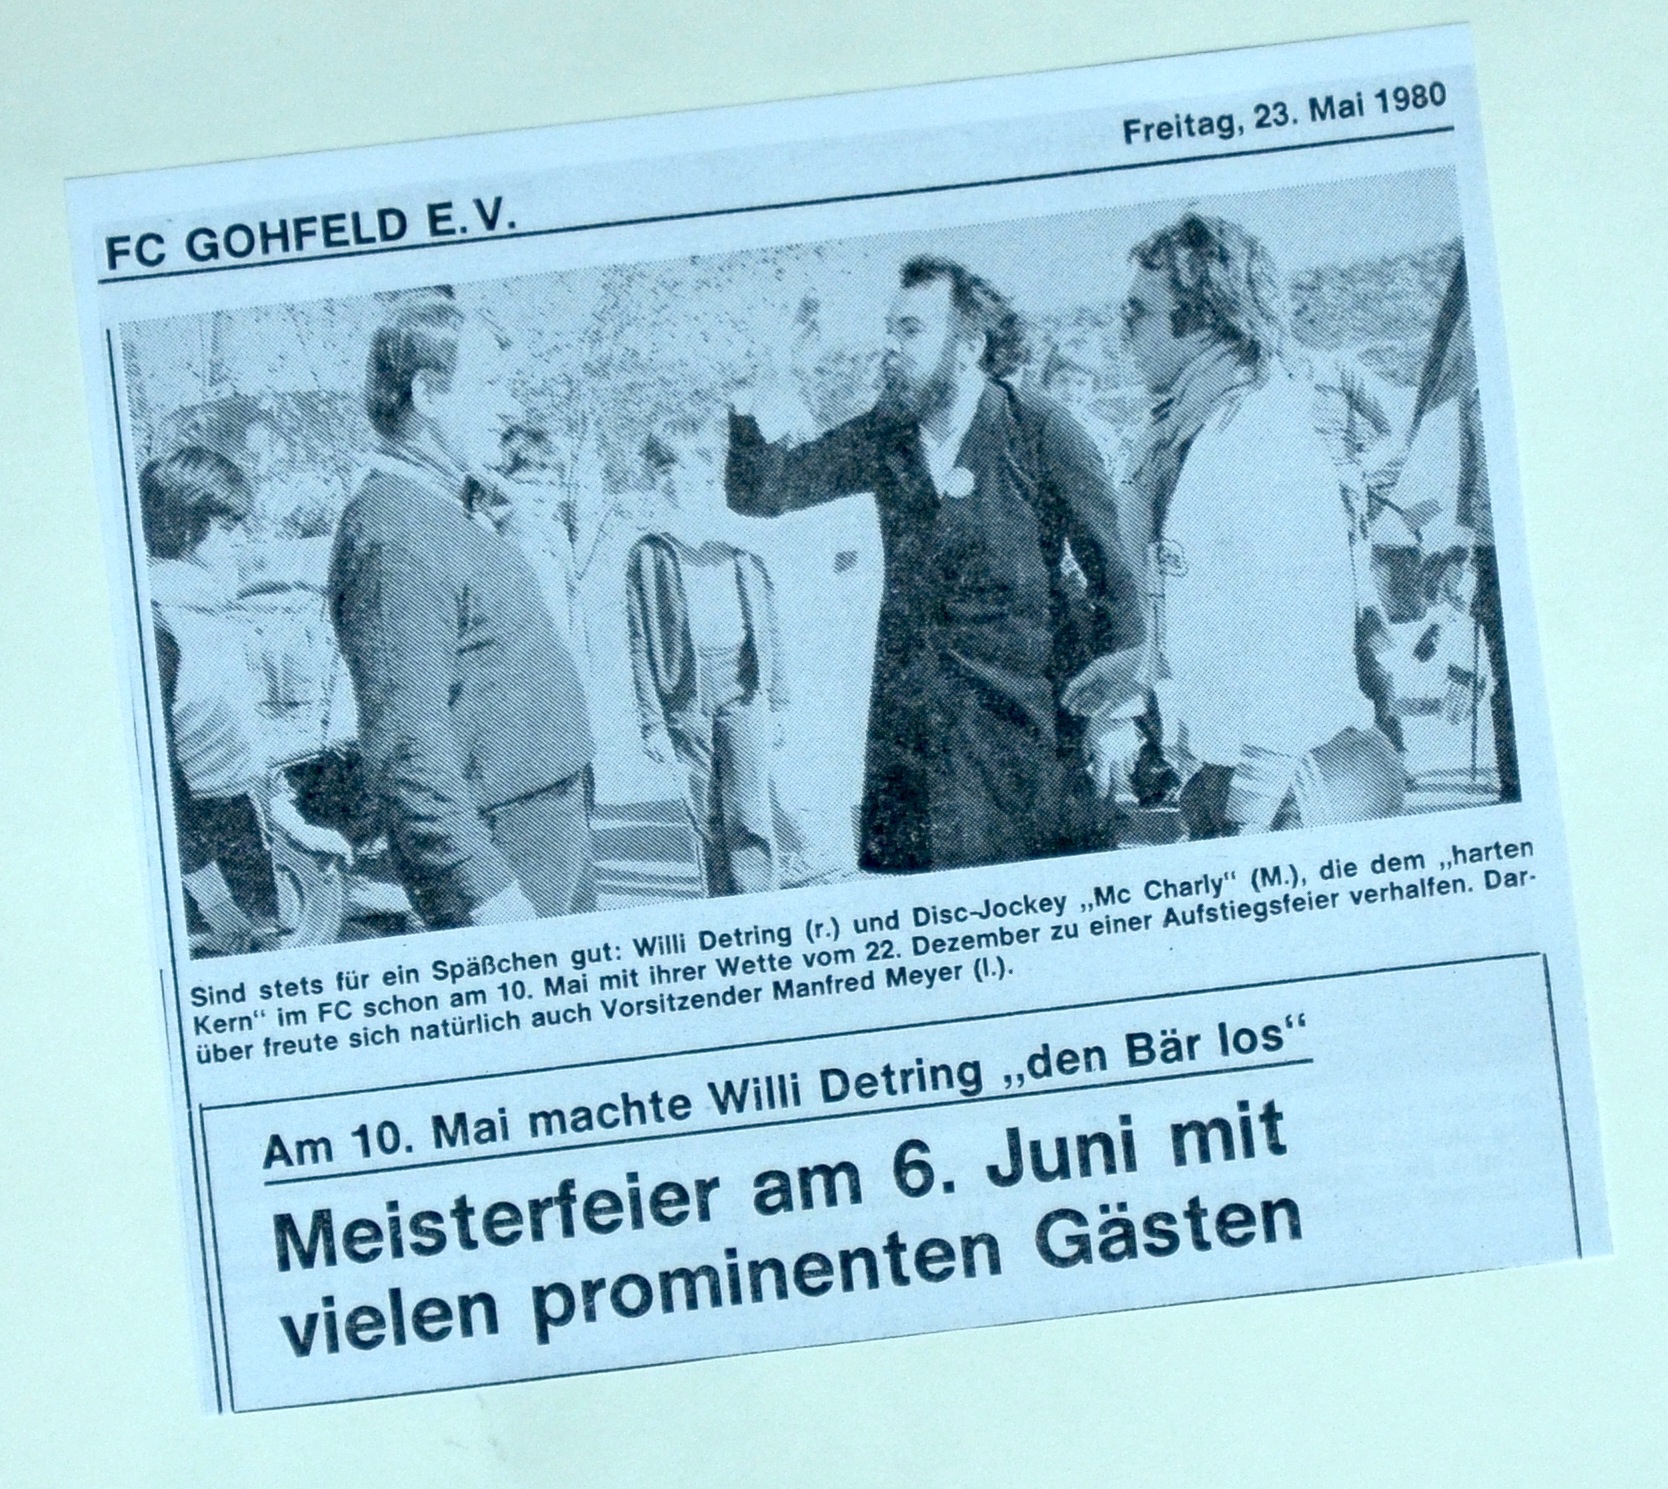 Freitag, 23. Mai 1980
FC GOHFELD E. V.
Sind stets für ein Späßchen gut: Willi Detring (r.) und Disc-Jockey „Mc Charly“ (M.), die dem „harten
Kern“ im FC schon am 10. Mai mit ihrer Wette vom 22. Dezember zu einer Aufstiegsfeier verhalfen. Dar-
über freute sich natürlich auch Vorsitzender Manfred Meyer (l.).
Am 10. Mai machte Willi Detring „den Bär los“
Meisterfeier am 6. Juni mit
vielen prominenten Gästen